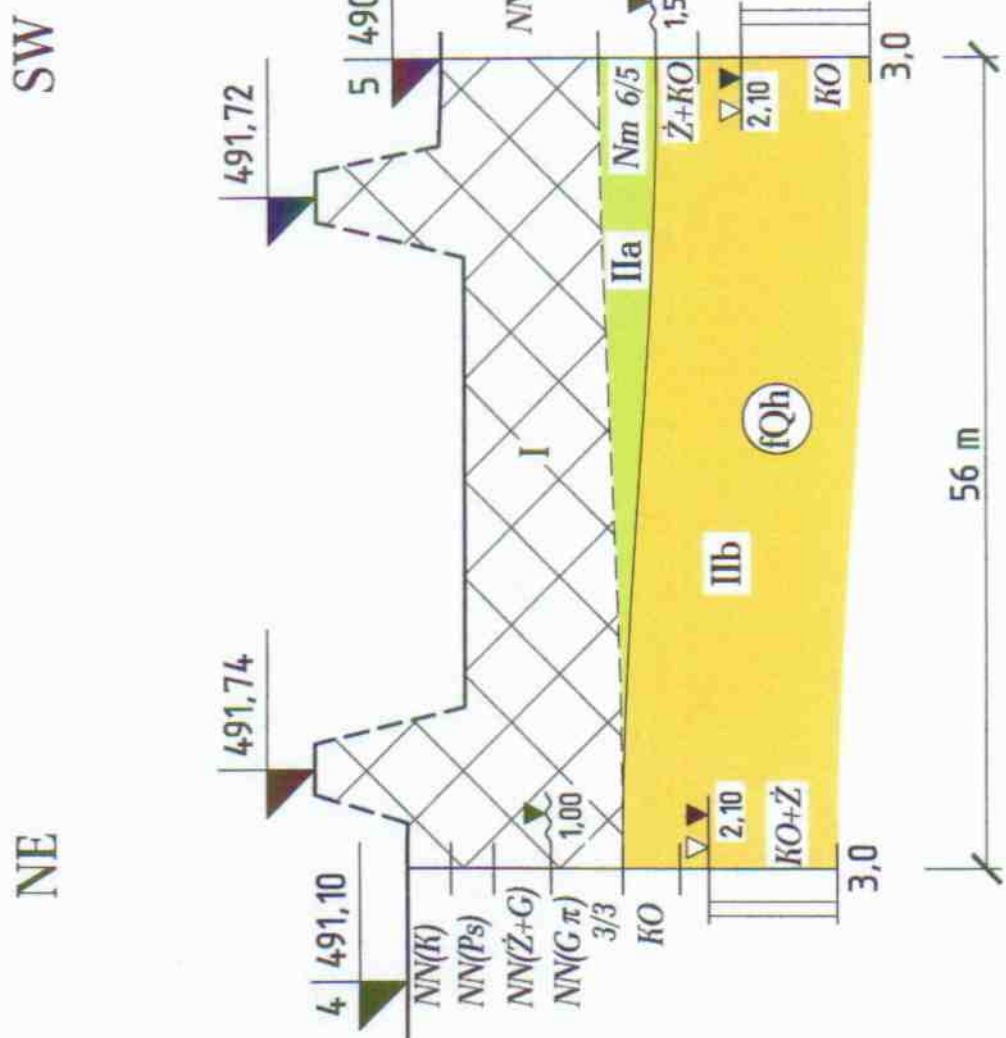 NE
SW
4
491,10
491,74
491,72
5
490
NN(K)
NN(Ps)
NN(Ż+G)
NN(G π)
3/3
KO
1,00
I
NN
IIa
Nm 6/5
1,5
Ż+KO
2,10
KO+Ż
IIb
fQh
2,10
KO
3,0
3,0
56 m